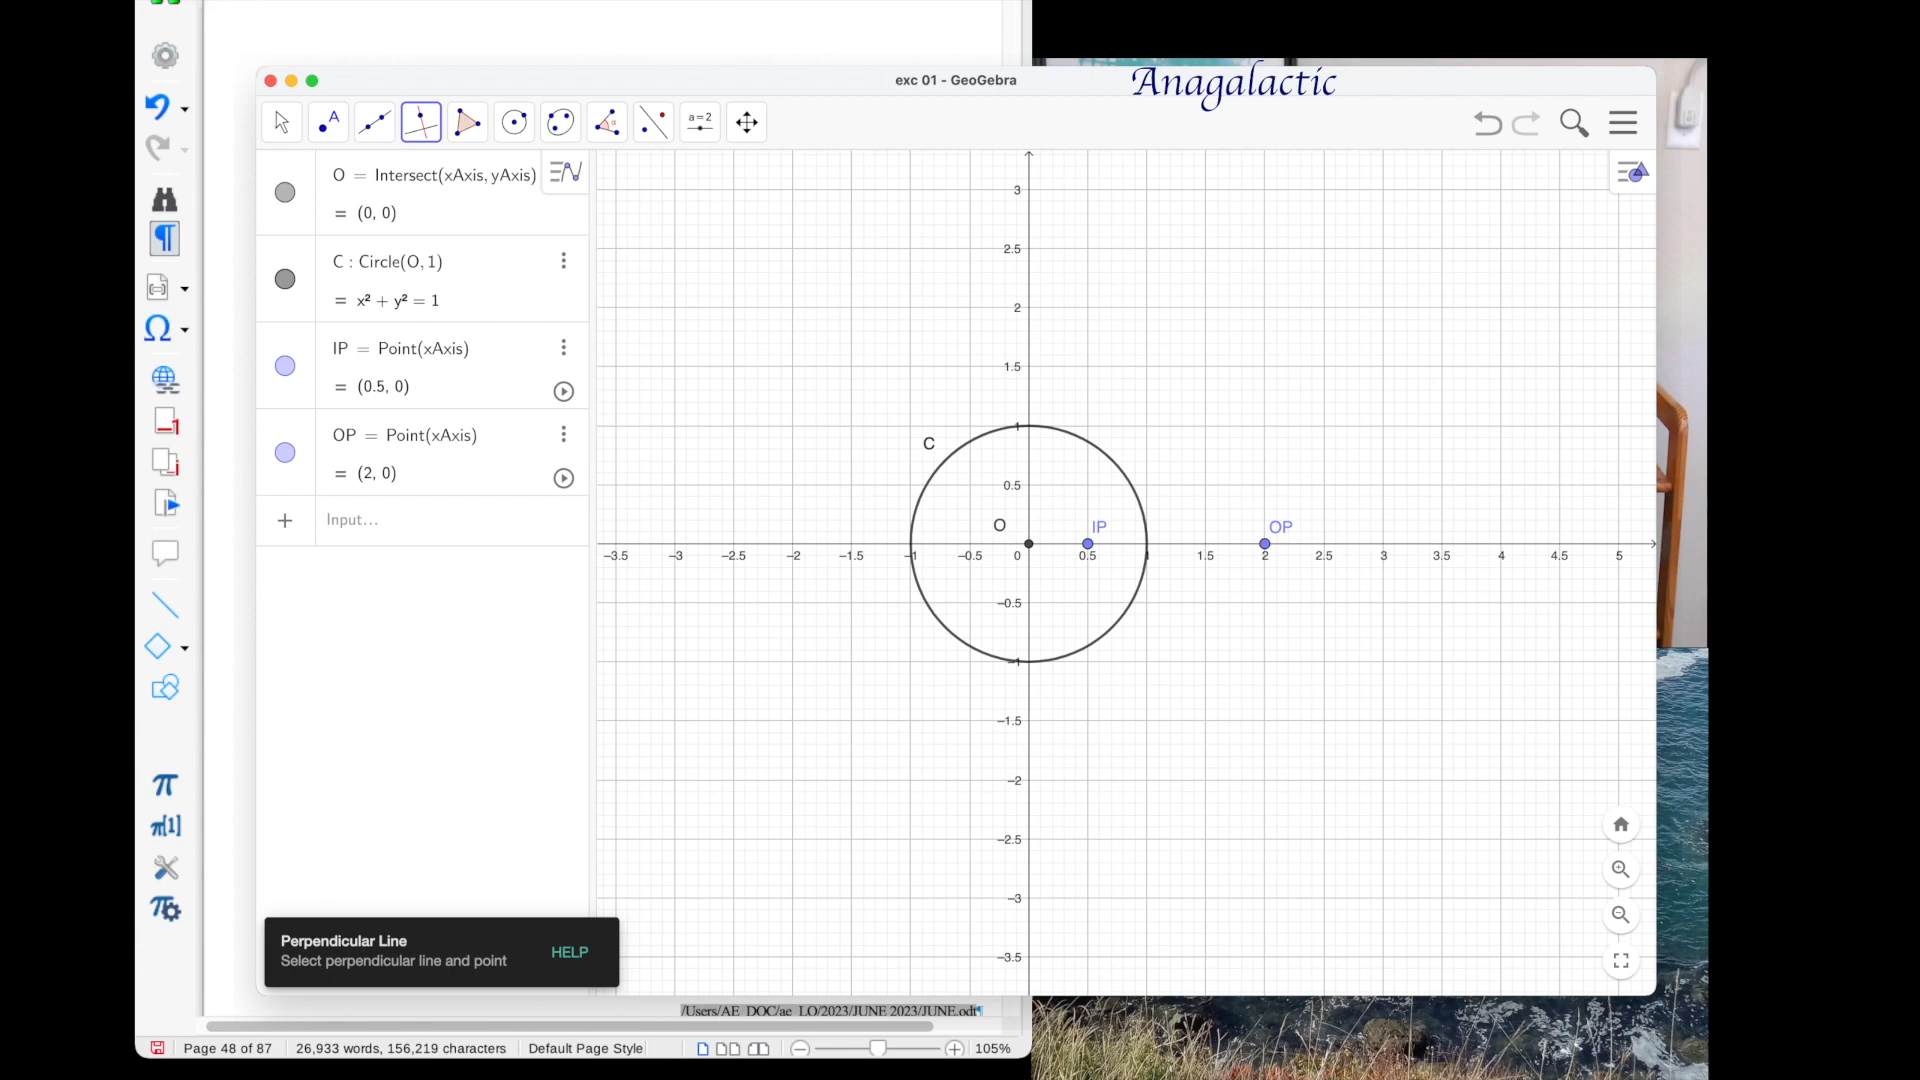 exc 01 - GeoGebra
Anagalactic
A
α
a=2
O = Intersect(xAxis, yAxis)
= (0, 0)
C : Circle(O, 1)
= x² + y² = 1
IP = Point(xAxis)
= (0.5, 0)
OP = Point(xAxis)
= (2, 0)
+ Input...
3
2.5
2
1.5
1
0.5
C
O
IP
OP
−3.5 −3 −2.5 −2 −1.5 −1 −0.5 0 0.5 1 1.5 2 2.5 3 3.5 4 4.5 5
−0.5
−1
−1.5
−2
−2.5
−3
−3.5
Perpendicular Line
Select perpendicular line and point
HELP
/Users/AE_DOC/ae_LO/2023/JUNE 2023/JUNE.odt¶
Page 48 of 87
26,933 words, 156,219 characters
Default Page Style
105%
¶
Ω
1
i
π
π[1]
π